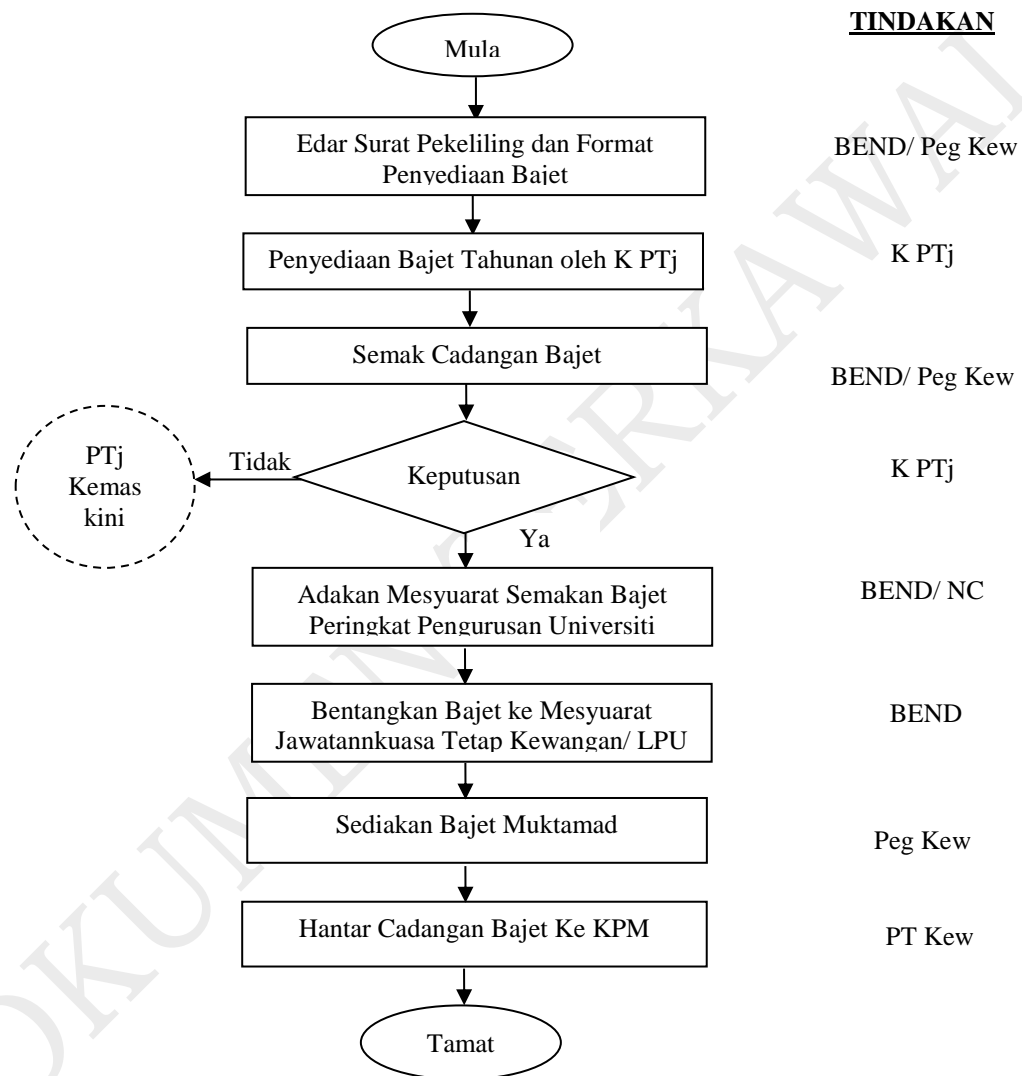 TINDAKAN
Mula
Edar Surat Pekeliling dan Format
Penyediaan Bajet
BEND/ Peg Kew
Penyediaan Bajet Tahunan oleh K PTj
K PTj
Semak Cadangan Bajet
BEND/ Peg Kew
PTj
Kemas
kini
Tidak
Keputusan
K PTj
Ya
Adakan Mesyuarat Semakan Bajet
Peringkat Pengurusan Universiti
BEND/ NC
Bentangkan Bajet ke Mesyuarat
Jawatannkuasa Tetap Kewangan/ LPU
BEND
Sediakan Bajet Muktamad
Peg Kew
Hantar Cadangan Bajet Ke KPM
PT Kew
Tamat